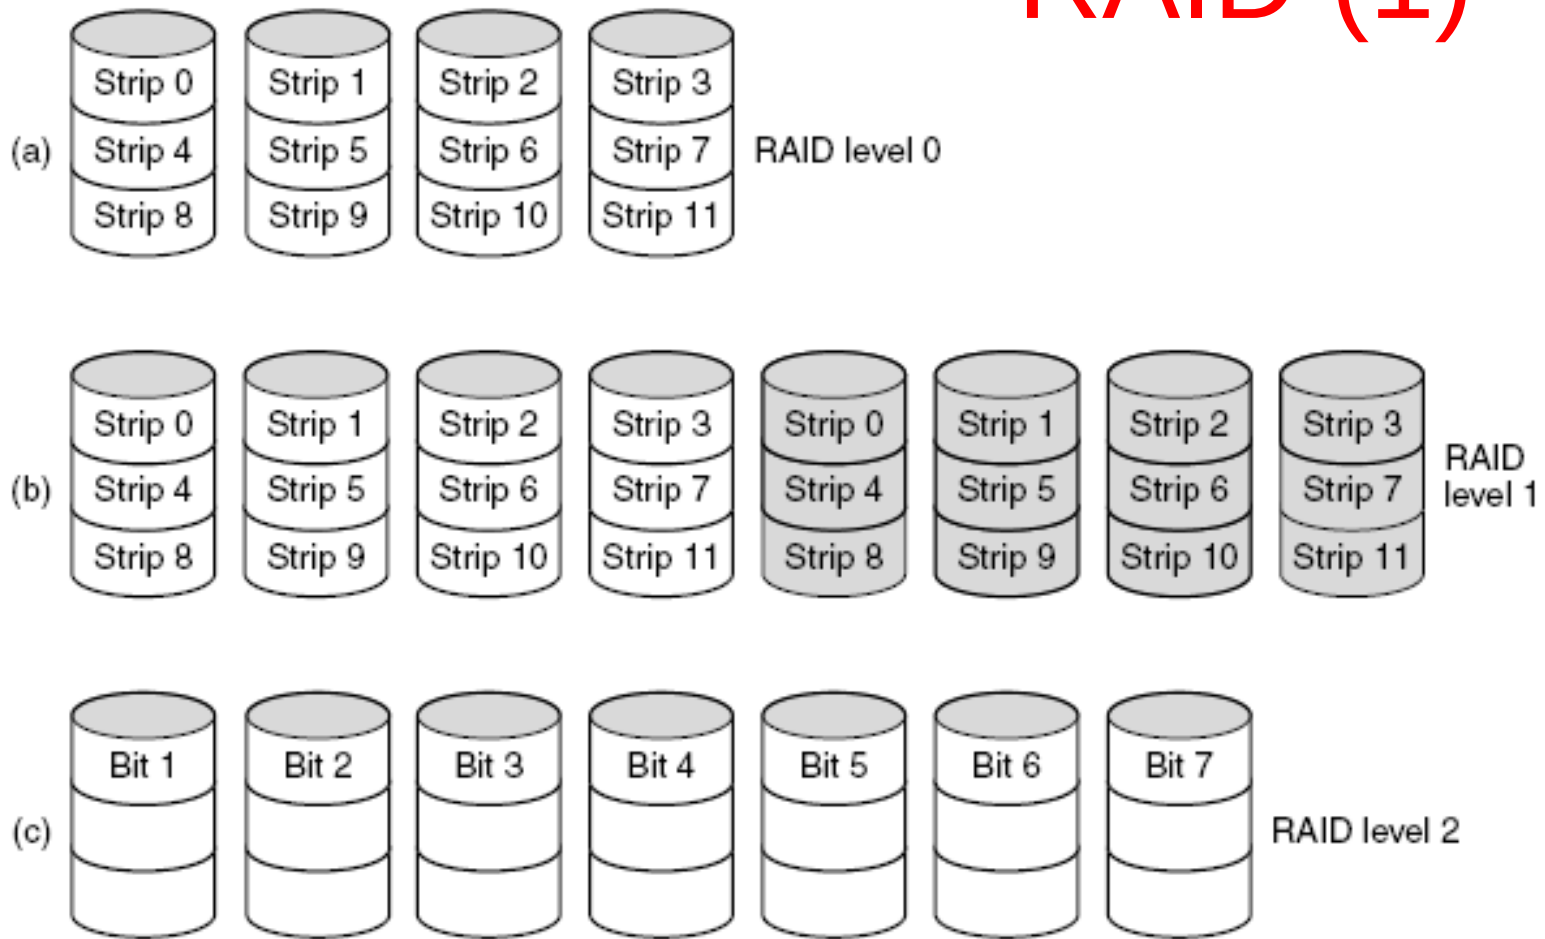 RAID (1)
Strip 0 Strip 1 Strip 2 Strip 3
(a) Strip 4 Strip 5 Strip 6 Strip 7 RAID level 0
Strip 8 Strip 9 Strip 10 Strip 11
Strip 0 Strip 1 Strip 2 Strip 3 Strip 0 Strip 1 Strip 2 Strip 3
(b) Strip 4 Strip 5 Strip 6 Strip 7 Strip 4 Strip 5 Strip 6 Strip 7 RAID
level 1
Strip 8 Strip 9 Strip 10 Strip 11 Strip 8 Strip 9 Strip 10 Strip 11
Bit 1 Bit 2 Bit 3 Bit 4 Bit 5 Bit 6 Bit 7
(c) RAID level 2